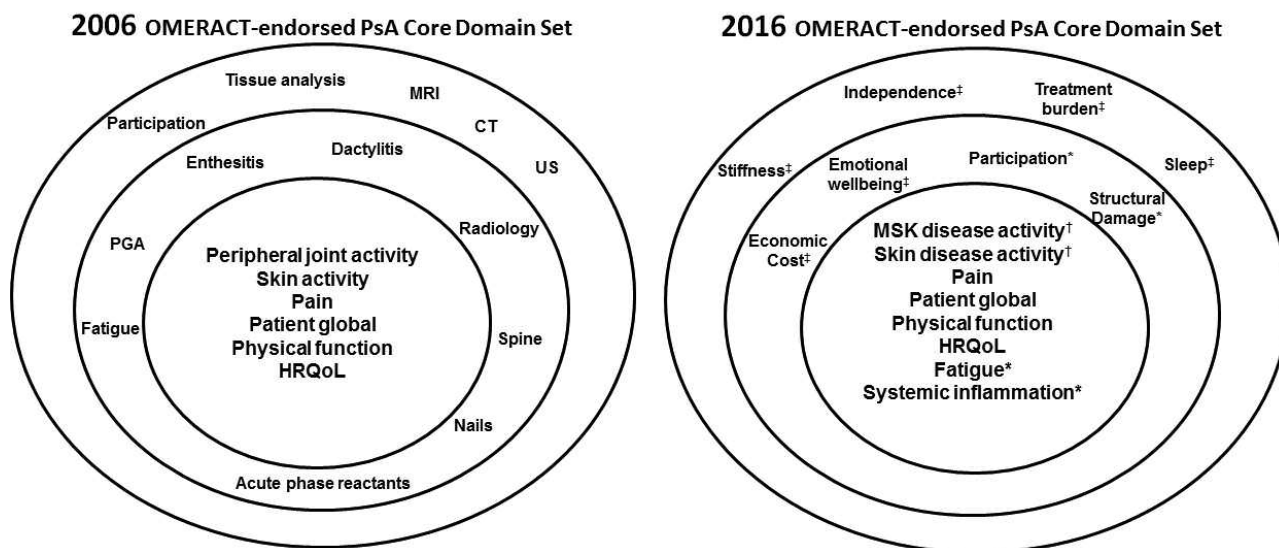 2006 OMERACT-endorsed PsA Core Domain Set
Tissue analysis
MRI
Participation
CT
Dactylitis
Enthesitis
US
Radiology
PGA
Peripheral joint activity
Skin activity
Pain
Patient global
Physical function
HRQoL
Fatigue
Spine
Nails
Acute phase reactants
2016 OMERACT-endorsed PsA Core Domain Set
Independence‡
Treatment
burden‡
Stiffness‡
Emotional
wellbeing‡
Participation*
Sleep‡
Structural
Damage*
Economic
Cost‡
MSK disease activity†
Skin disease activity†
Pain
Patient global
Physical function
HRQoL
Fatigue*
Systemic inflammation*